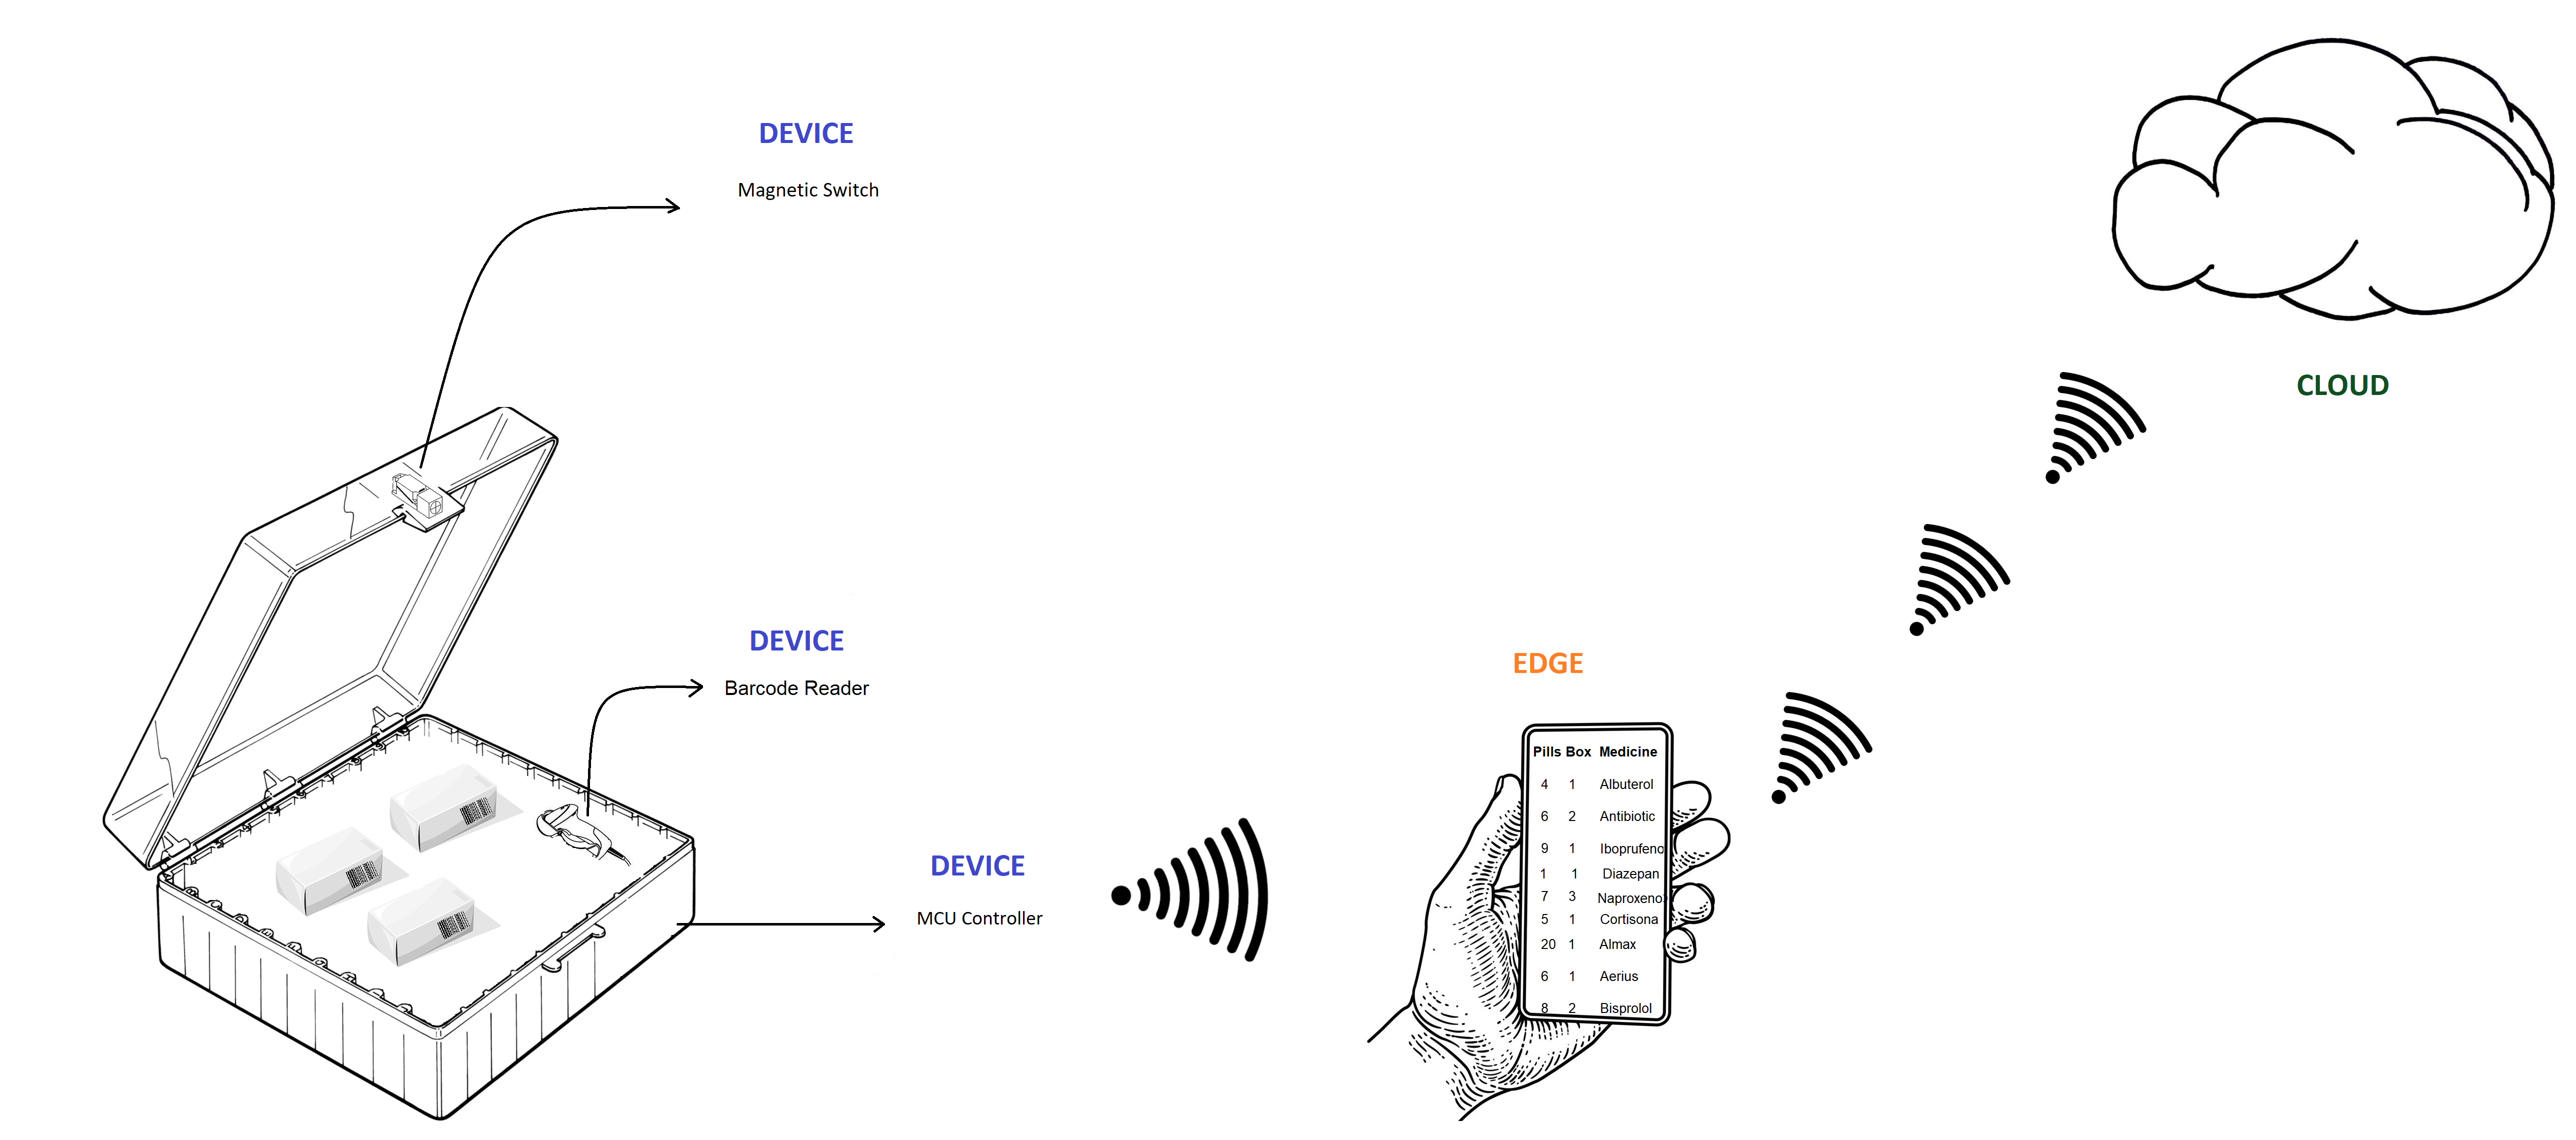 DEVICE
Magnetic Switch
CLOUD
DEVICE
Barcode Reader
EDGE
Pills Box Medicine
4 1 Albuterol
6 2 Antibiotic
9 1 Iboprufeno
1 1 Diazepan
7 3 Naproxeno
5 1 Cortisona
20 1 Almax
6 1 Aerius
8 2 Bisprolol
DEVICE
MCU Controller